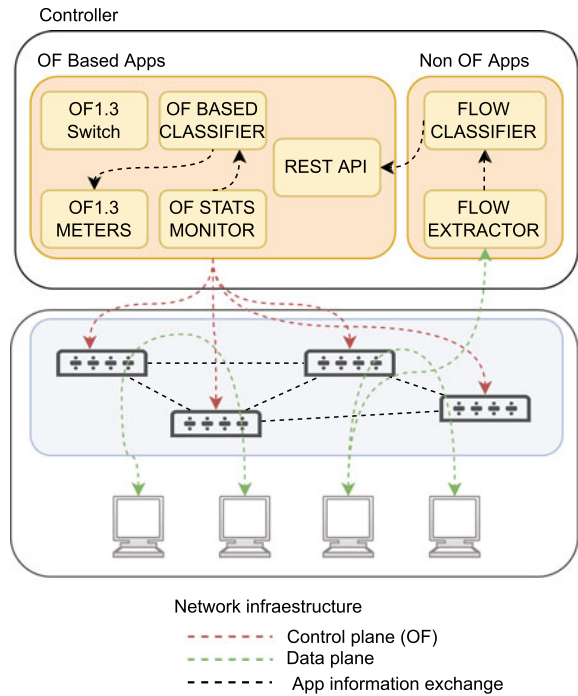 Controller
OF Based Apps
Non OF Apps
OF1.3
Switch
OF BASED
CLASSIFIER
REST API
FLOW
CLASSIFIER
OF1.3
METERS
OF STATS
MONITOR
FLOW
EXTRACTOR
Network infraestructure
Control plane (OF)
Data plane
App information exchange